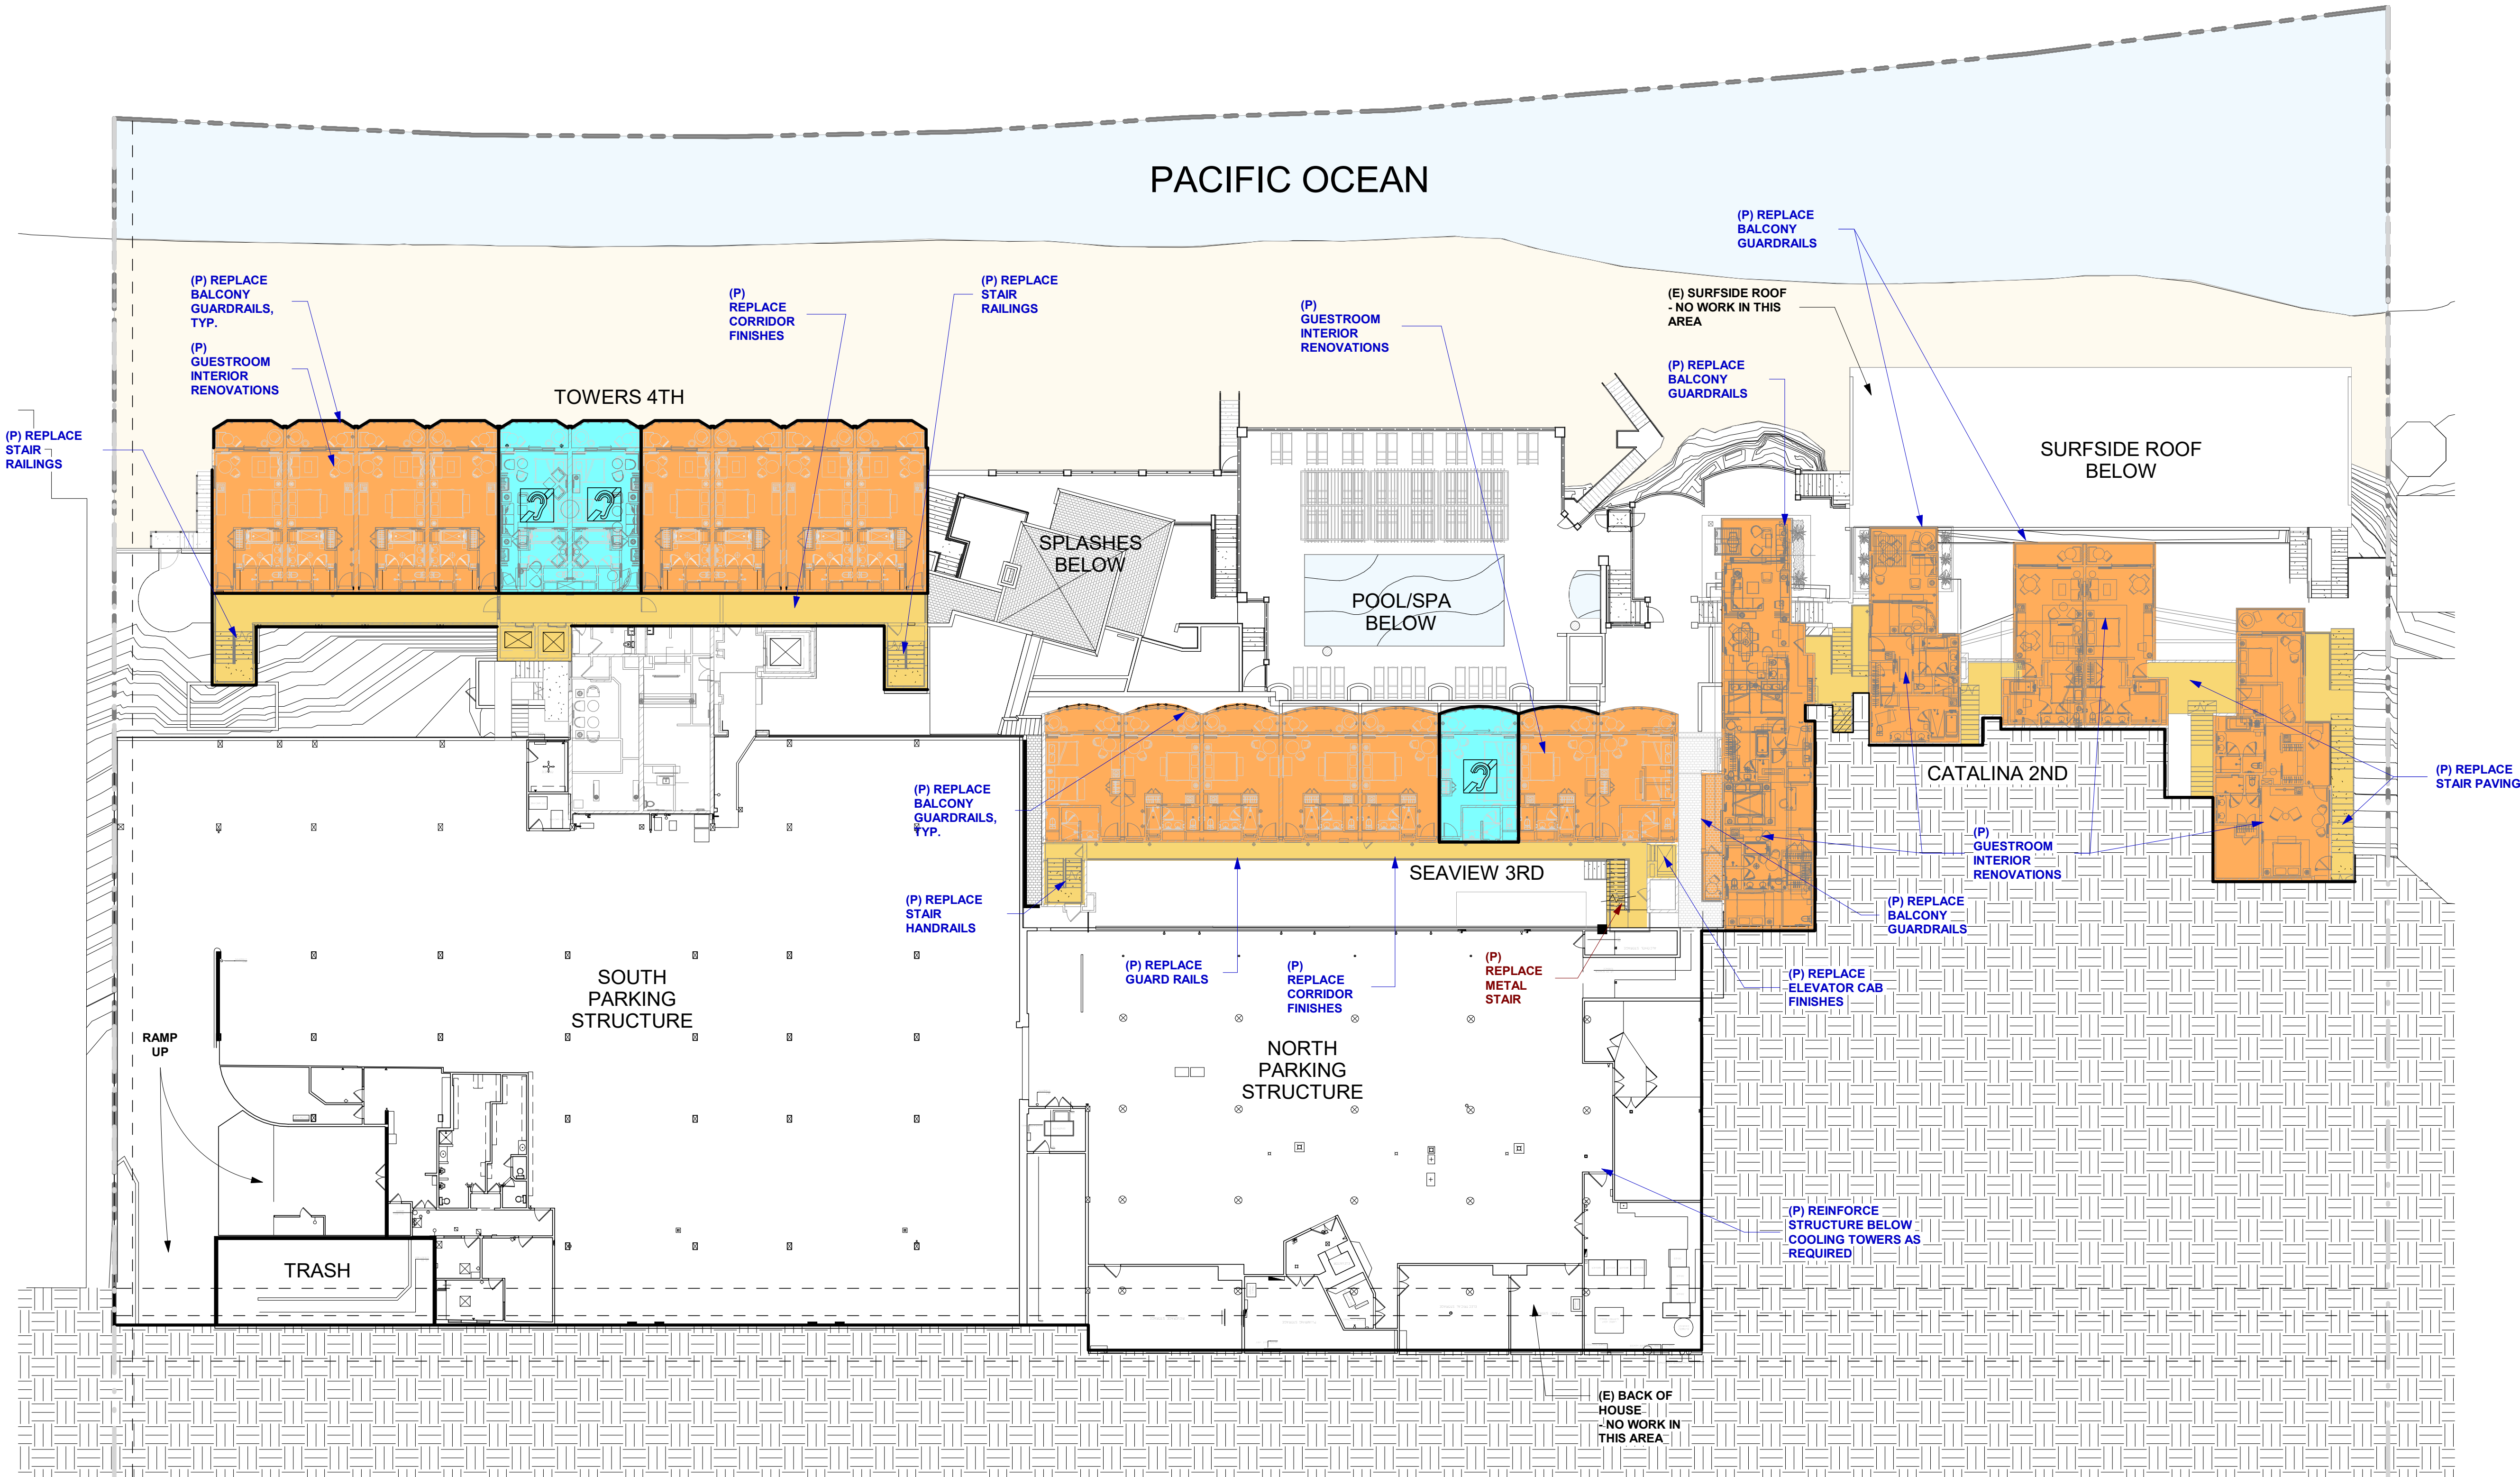 PACIFIC OCEAN
(P) REPLACE
BALCONY
GUARDRAILS
(P) REPLACE
BALCONY
GUARDRAILS,
TYP.
(P)
REPLACE
CORRIDOR
FINISHES
(P) REPLACE
STAIR
RAILINGS
(P)
GUESTROOM
INTERIOR
RENOVATIONS
(E) SURFSIDE ROOF
- NO WORK IN THIS
AREA
(P)
GUESTROOM
INTERIOR
RENOVATIONS
(P) REPLACE
BALCONY
GUARDRAILS
TOWERS 4TH
(P) REPLACE
STAIR
RAILINGS
SURFSIDE ROOF
BELOW
SPLASHES
BELOW
POOL/SPA
BELOW
CATALINA 2ND
(P) REPLACE
STAIR PAVING
(P) REPLACE
BALCONY
GUARDRAILS,
TYP.
(P)
GUESTROOM
INTERIOR
RENOVATIONS
SEAVIEW 3RD
(P) REPLACE
STAIR
HANDRAILS
(P) REPLACE
BALCONY
GUARDRAILS
(P) REPLACE
GUARD RAILS
(P)
REPLACE
CORRIDOR
FINISHES
(P)
REPLACE
METAL
STAIR
(P) REPLACE
ELEVATOR CAB
FINISHES
SOUTH
PARKING
STRUCTURE
RAMP
UP
NORTH
PARKING
STRUCTURE
(P) REINFORCE
STRUCTURE BELOW
COOLING TOWERS AS
REQUIRED
TRASH
(E) BACK OF
HOUSE
- NO WORK IN
THIS AREA